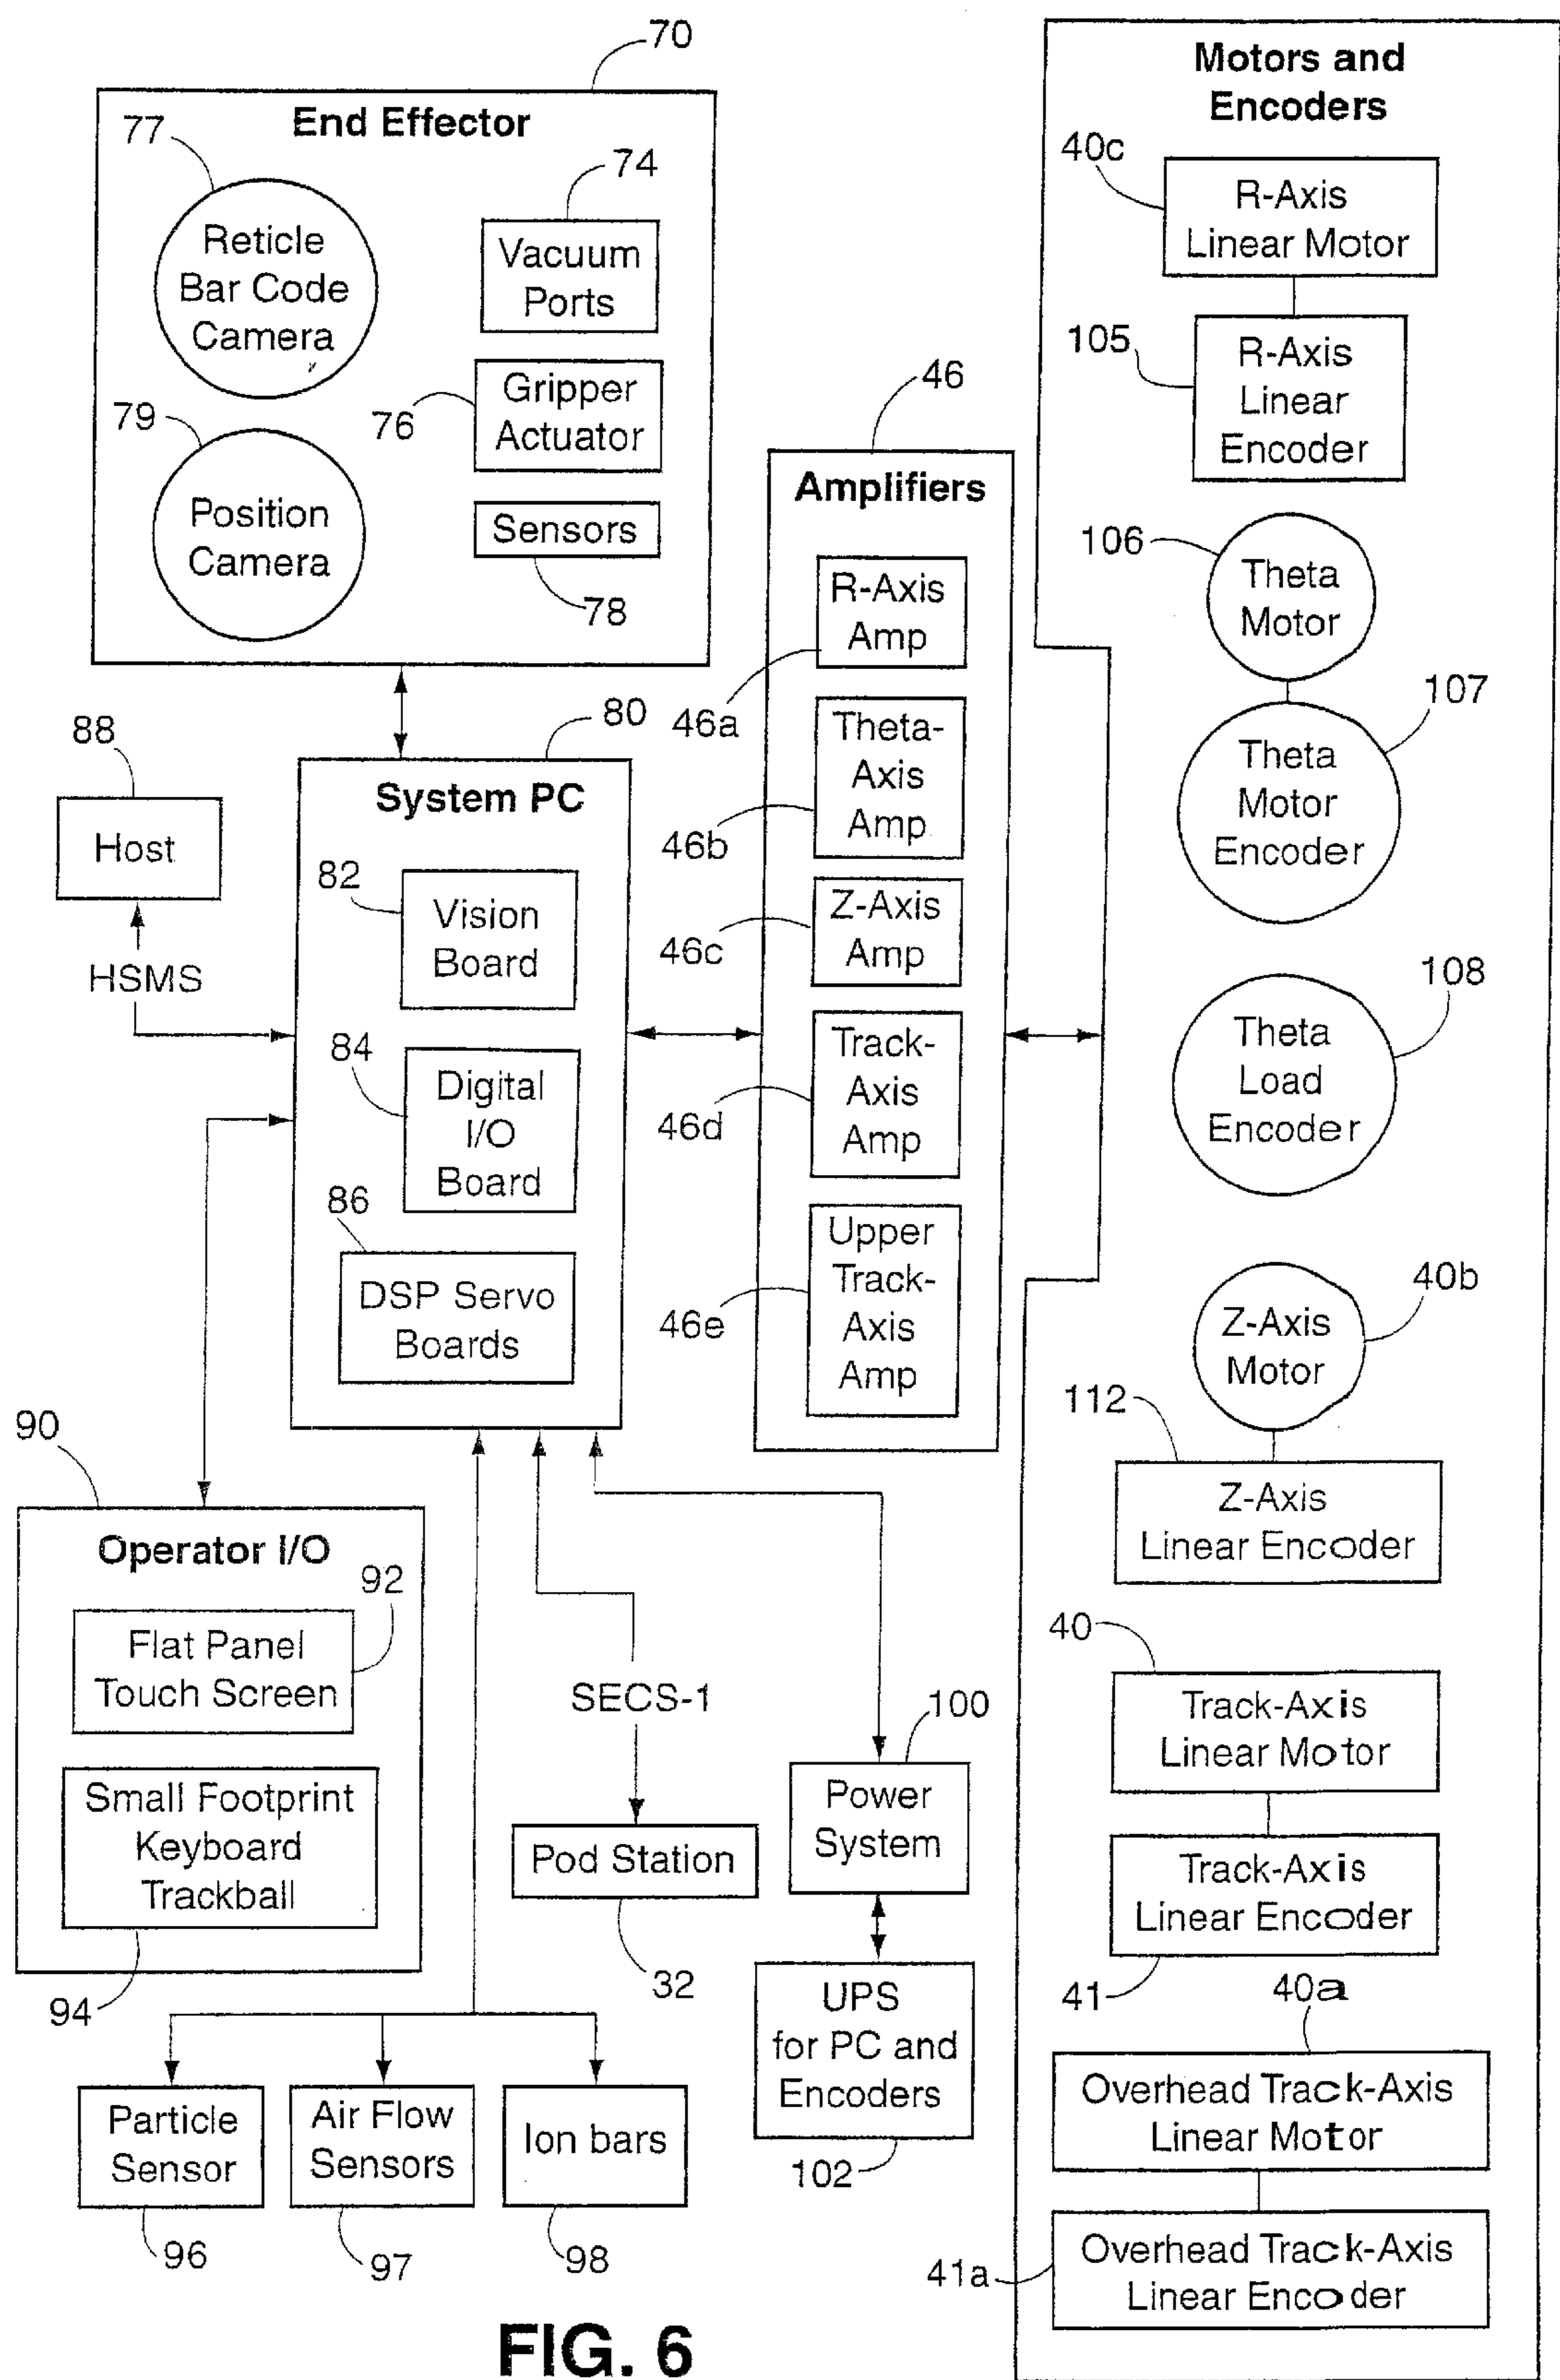 70
End Effector
77
Reticle
Bar Code
Camera
74
Vacuum
Ports
76
Gripper
Actuator
79
Position
Camera
Sensors
78
88
Host
HSMS
80
System PC
82
Vision
Board
84
Digital
I/O
Board
86
DSP Servo
Boards
46
Amplifiers
R-Axis
Amp
46a
Theta-
Axis
Amp
46b
Z-Axis
Amp
46c
Track-
Axis
Amp
46d
Upper
Track-
Axis
Amp
46e
Motors and
Encoders
40c
R-Axis
Linear Motor
105
R-Axis
Linear
Encoder
106
Theta
Motor
107
Theta
Motor
Encoder
108
Theta
Load
Encoder
40b
Z-Axis
Motor
112
Z-Axis
Linear Encoder
40
Track-Axis
Linear Motor
Track-Axis
Linear Encoder
41
40a
Overhead Track-Axis
Linear Motor
Overhead Track-Axis
Linear Encoder
41a
90
Operator I/O
92
Flat Panel
Touch Screen
Small Footprint
Keyboard
Trackball
94
SECS-1
Pod Station
32
100
Power
System
UPS
for PC and
Encoders
102
Particle
Sensor
96
Air Flow
Sensors
97
Ion bars
98
FIG. 6